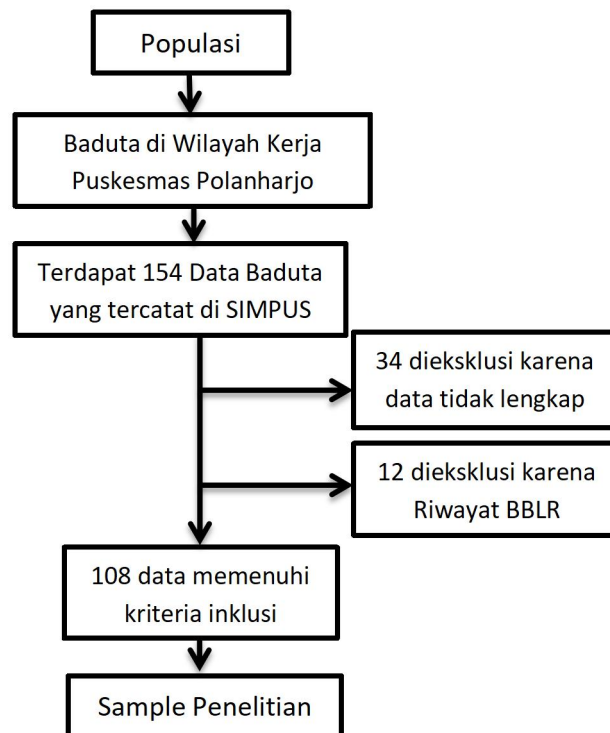 Populasi
Baduta di Wilayah Kerja
Puskesmas Polanharjo
Terdapat 154 Data Baduta
yang tercatat di SIMPUS
34 dieksklusi karena
data tidak lengkap
12 dieksklusi karena
Riwayat BBLR
108 data memenuhi
kriteria inklusi
Sample Penelitian